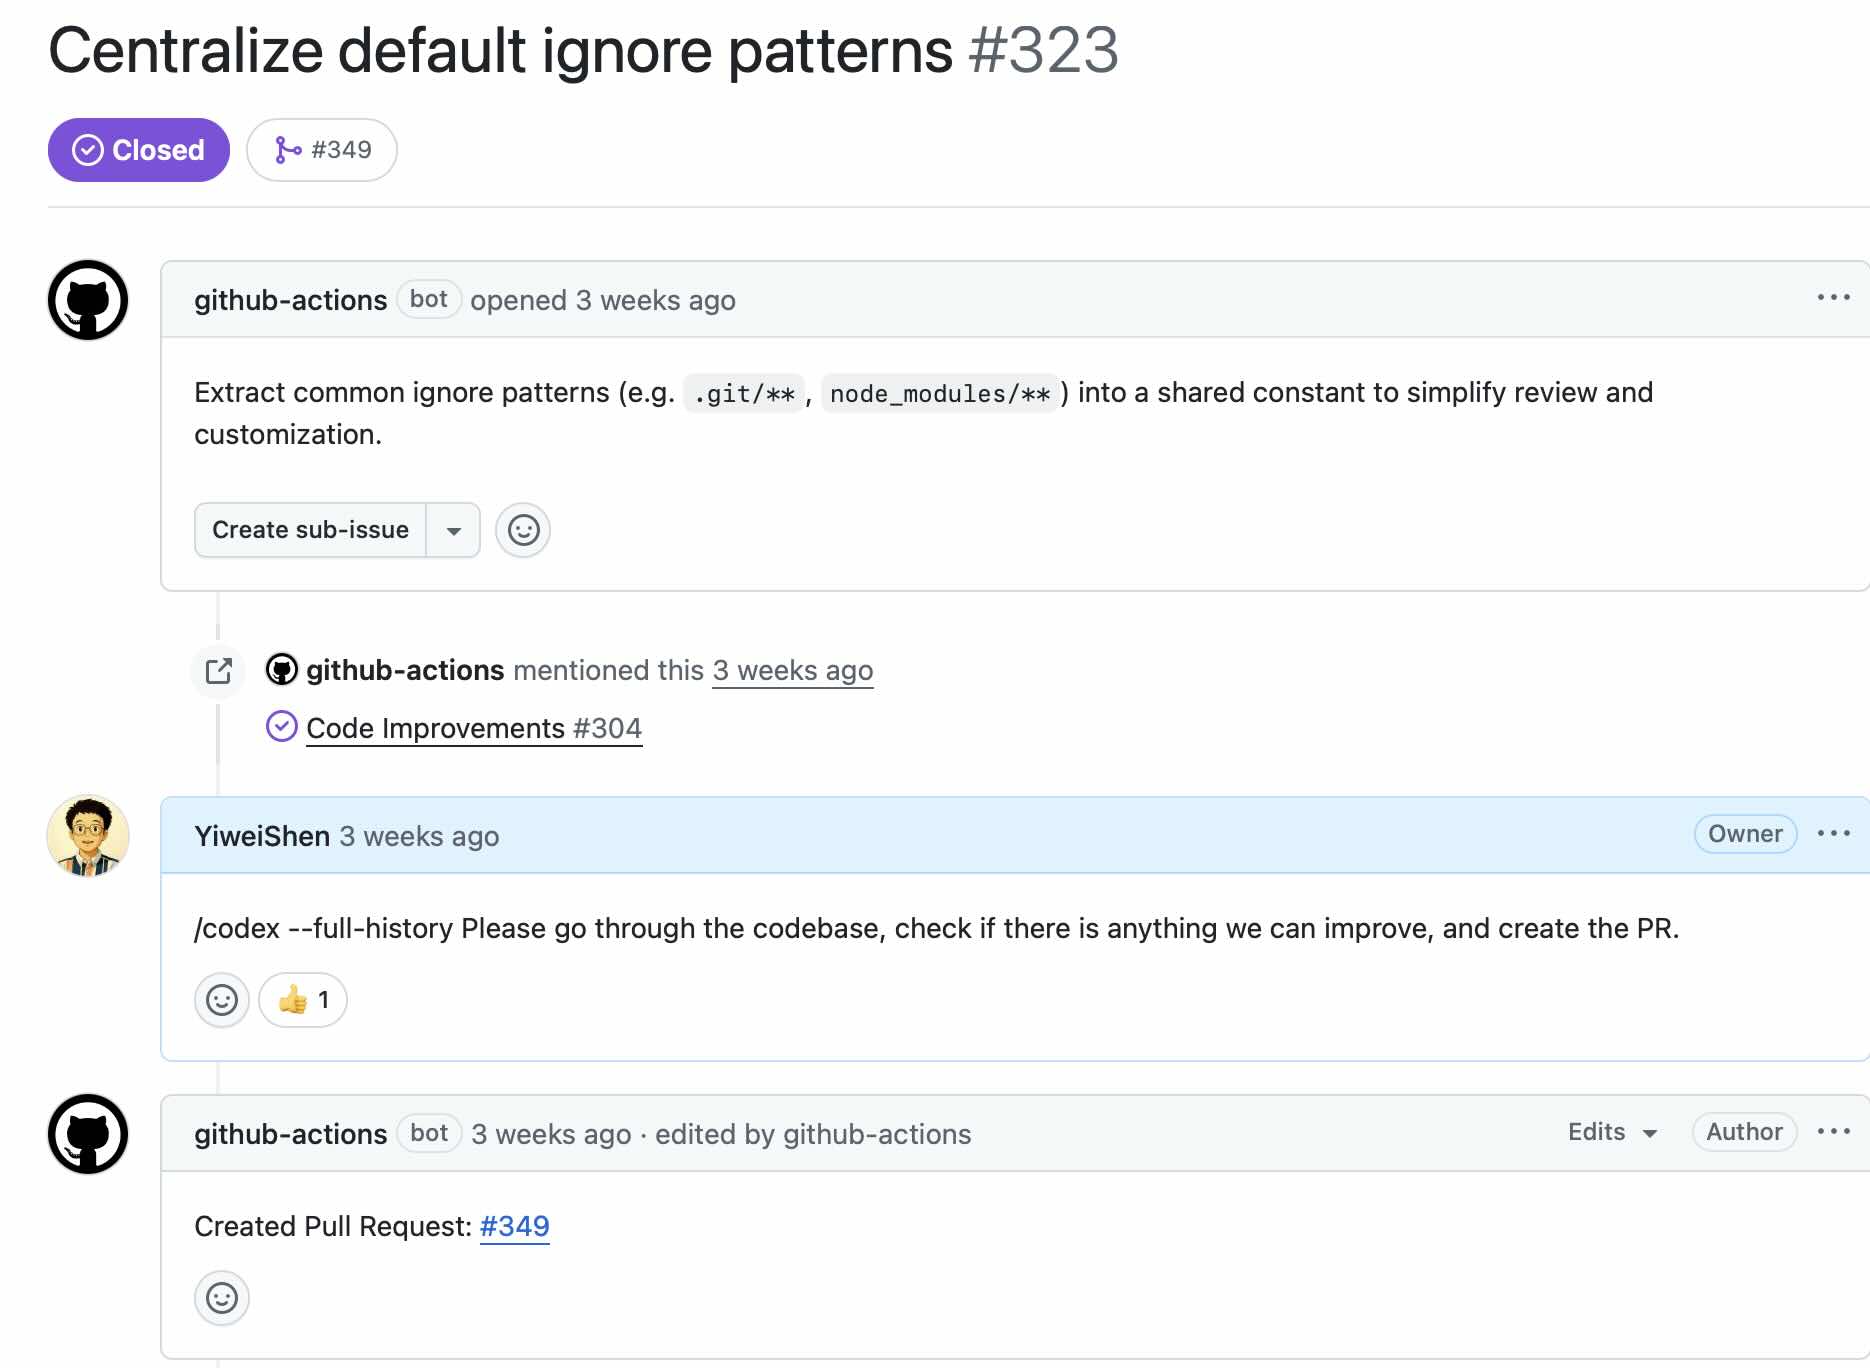 Centralize default ignore patterns #323
Closed #349
github-actions bot opened 3 weeks ago
Extract common ignore patterns (e.g. .git/**, node_modules/**) into a shared constant to simplify review and
customization.
Create sub-issue
github-actions mentioned this 3 weeks ago
Code Improvements #304
YiweiShen 3 weeks ago Owner
/codex --full-history Please go through the codebase, check if there is anything we can improve, and create the PR.
👍 1
github-actions bot 3 weeks ago · edited by github-actions Edits Author
Created Pull Request: #349